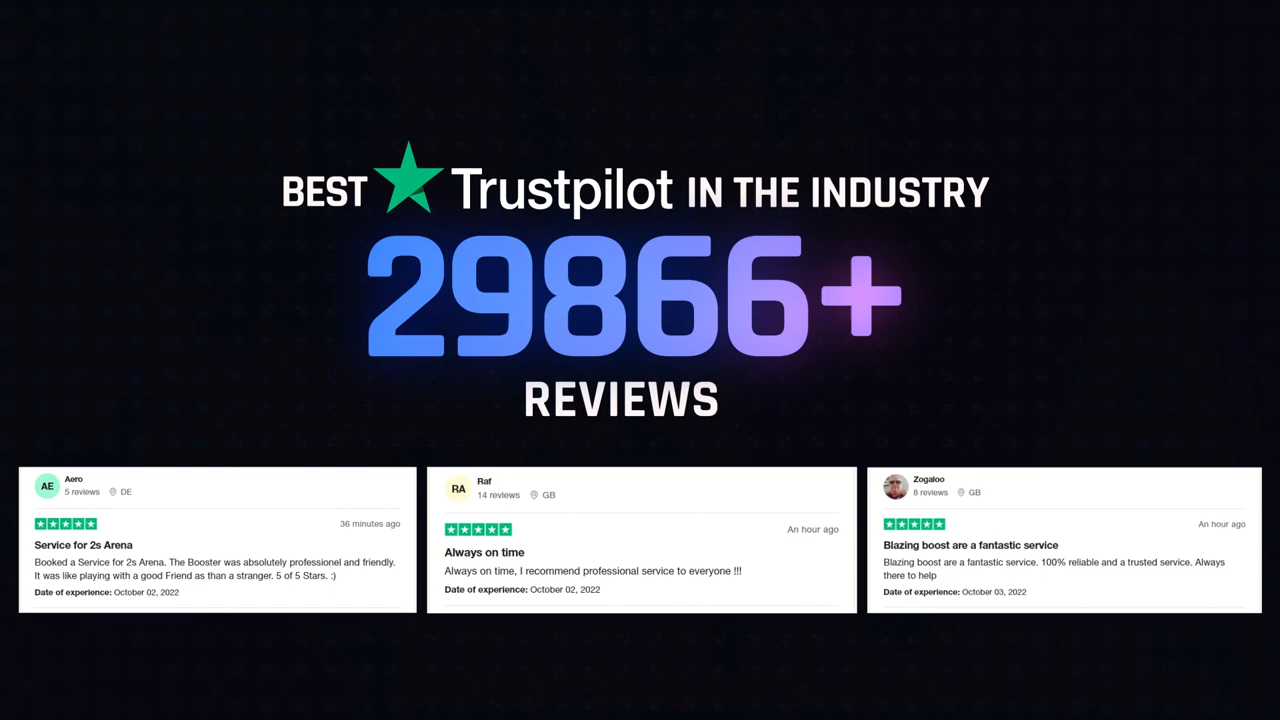 BEST Trustpilot IN THE INDUSTRY
29866+
REVIEWS
AE
Aero
5 reviews DE
36 minutes ago
Service for 2s Arena
Booked a Service for 2s Arena. The Booster was absolutely professionel and friendly.
It was like playing with a good Friend as than a stranger. 5 of 5 Stars. :)
Date of experience: October 02, 2022
RA
Raf
14 reviews GB
An hour ago
Always on time
Always on time, I recommend professional service to everyone !!!
Date of experience: October 02, 2022
Zogaloo
8 reviews GB
An hour ago
Blazing boost are a fantastic service
Blazing boost are a fantastic service. 100% reliable and a trusted service. Always
there to help
Date of experience: October 03, 2022